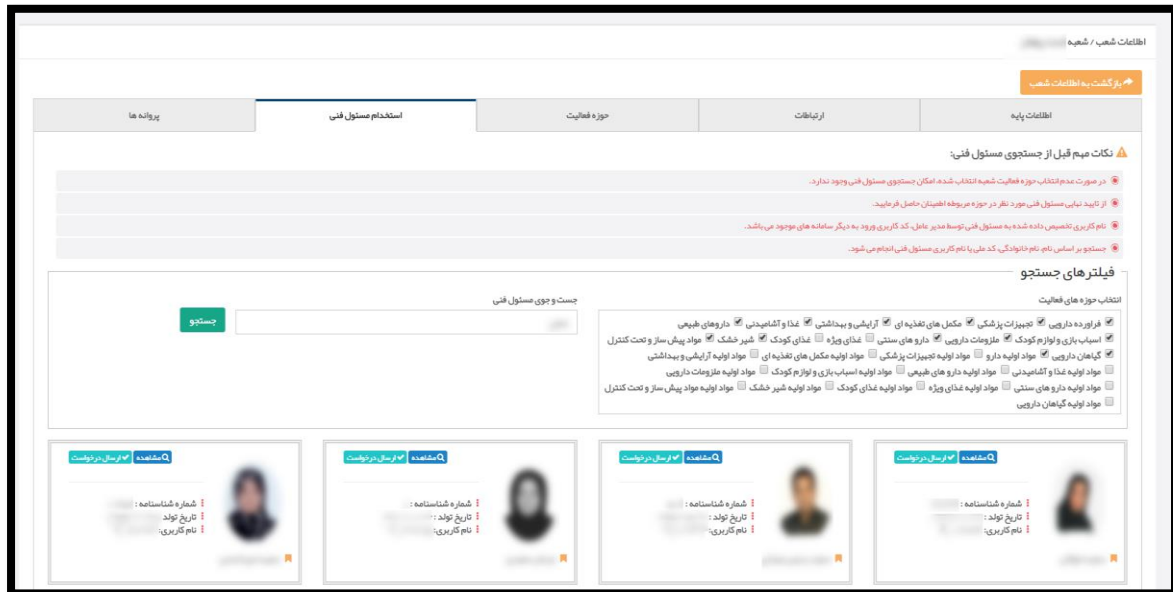 اطلاعات شعب / شعبه
بازگشت به اطلاعات شعب
اطلاعات پایه
ارتباطات
حوزه فعالیت
استخدام مسئول فنی
پروانه ها
نکات مهم قبل از جستجوی مسئول فنی:
در صورت عدم انتخاب حوزه فعالیت شعبه انتخاب شده، امکان جستجوی مسئول فنی وجود ندارد.
از تایید نهایی مسئول فنی مورد نظر در حوزه مربوطه اطمینان حاصل فرمایید.
نام کاربری تخصیص داده شده به مسئول فنی توسط مدیر عامل، کد کاربری ورود به دیگر سامانه های موجود می باشد.
جستجو بر اساس نام، نام خانوادگی، کد ملی یا نام کاربری مسئول فنی انجام می شود.
فیلترهای جستجو
انتخاب حوزه های فعالیت
فراورده دارویی تجهیزات پزشکی مکمل های تغذیه ای آرایشی و بهداشتی غذا و آشامیدنی داروهای طبیعی
اسباب بازی و لوازم کودک ملزومات دارویی دارو های سنتی غذای ویژه غذای کودک شیر خشک مواد پیش ساز و تحت کنترل
گیاهان دارویی مواد اولیه دارو مواد اولیه تجهیزات پزشکی مواد اولیه مکمل های تغذیه ای مواد اولیه آرایشی و بهداشتی
مواد اولیه غذا و آشامیدنی مواد اولیه دارو های طبیعی مواد اولیه اسباب بازی و لوازم کودک مواد اولیه ملزومات دارویی
مواد اولیه دارو های سنتی مواد اولیه غذای ویژه مواد اولیه غذای کودک مواد اولیه شیر خشک مواد اولیه مواد پیش ساز و تحت کنترل
مواد اولیه گیاهان دارویی
جست و جوی مسئول فنی
جستجو
مشاهده ارسال درخواست
شماره شناسنامه :
تاریخ تولد :
نام کاربری:
مشاهده ارسال درخواست
شماره شناسنامه :
تاریخ تولد :
نام کاربری:
مشاهده ارسال درخواست
شماره شناسنامه :
تاریخ تولد :
نام کاربری:
مشاهده ارسال درخواست
شماره شناسنامه :
تاریخ تولد :
نام کاربری: